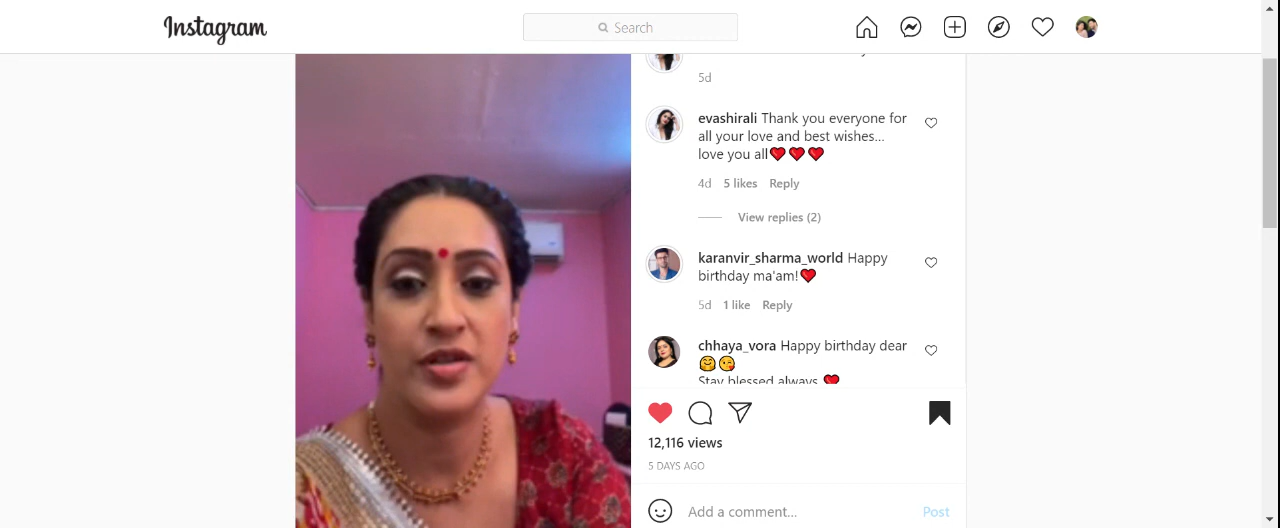 Instagram
Search
5d
evashirali Thank you everyone for
all your love and best wishes...
love you all❤️❤️❤️
4d 5 likes Reply
View replies (2)
karanvir_sharma_world Happy
birthday ma'am!❤️
5d 1 like Reply
chhaya_vora Happy birthday dear
🤗😘
Stay blessed always ❤️
12,116 views
5 DAYS AGO
Add a comment... Post